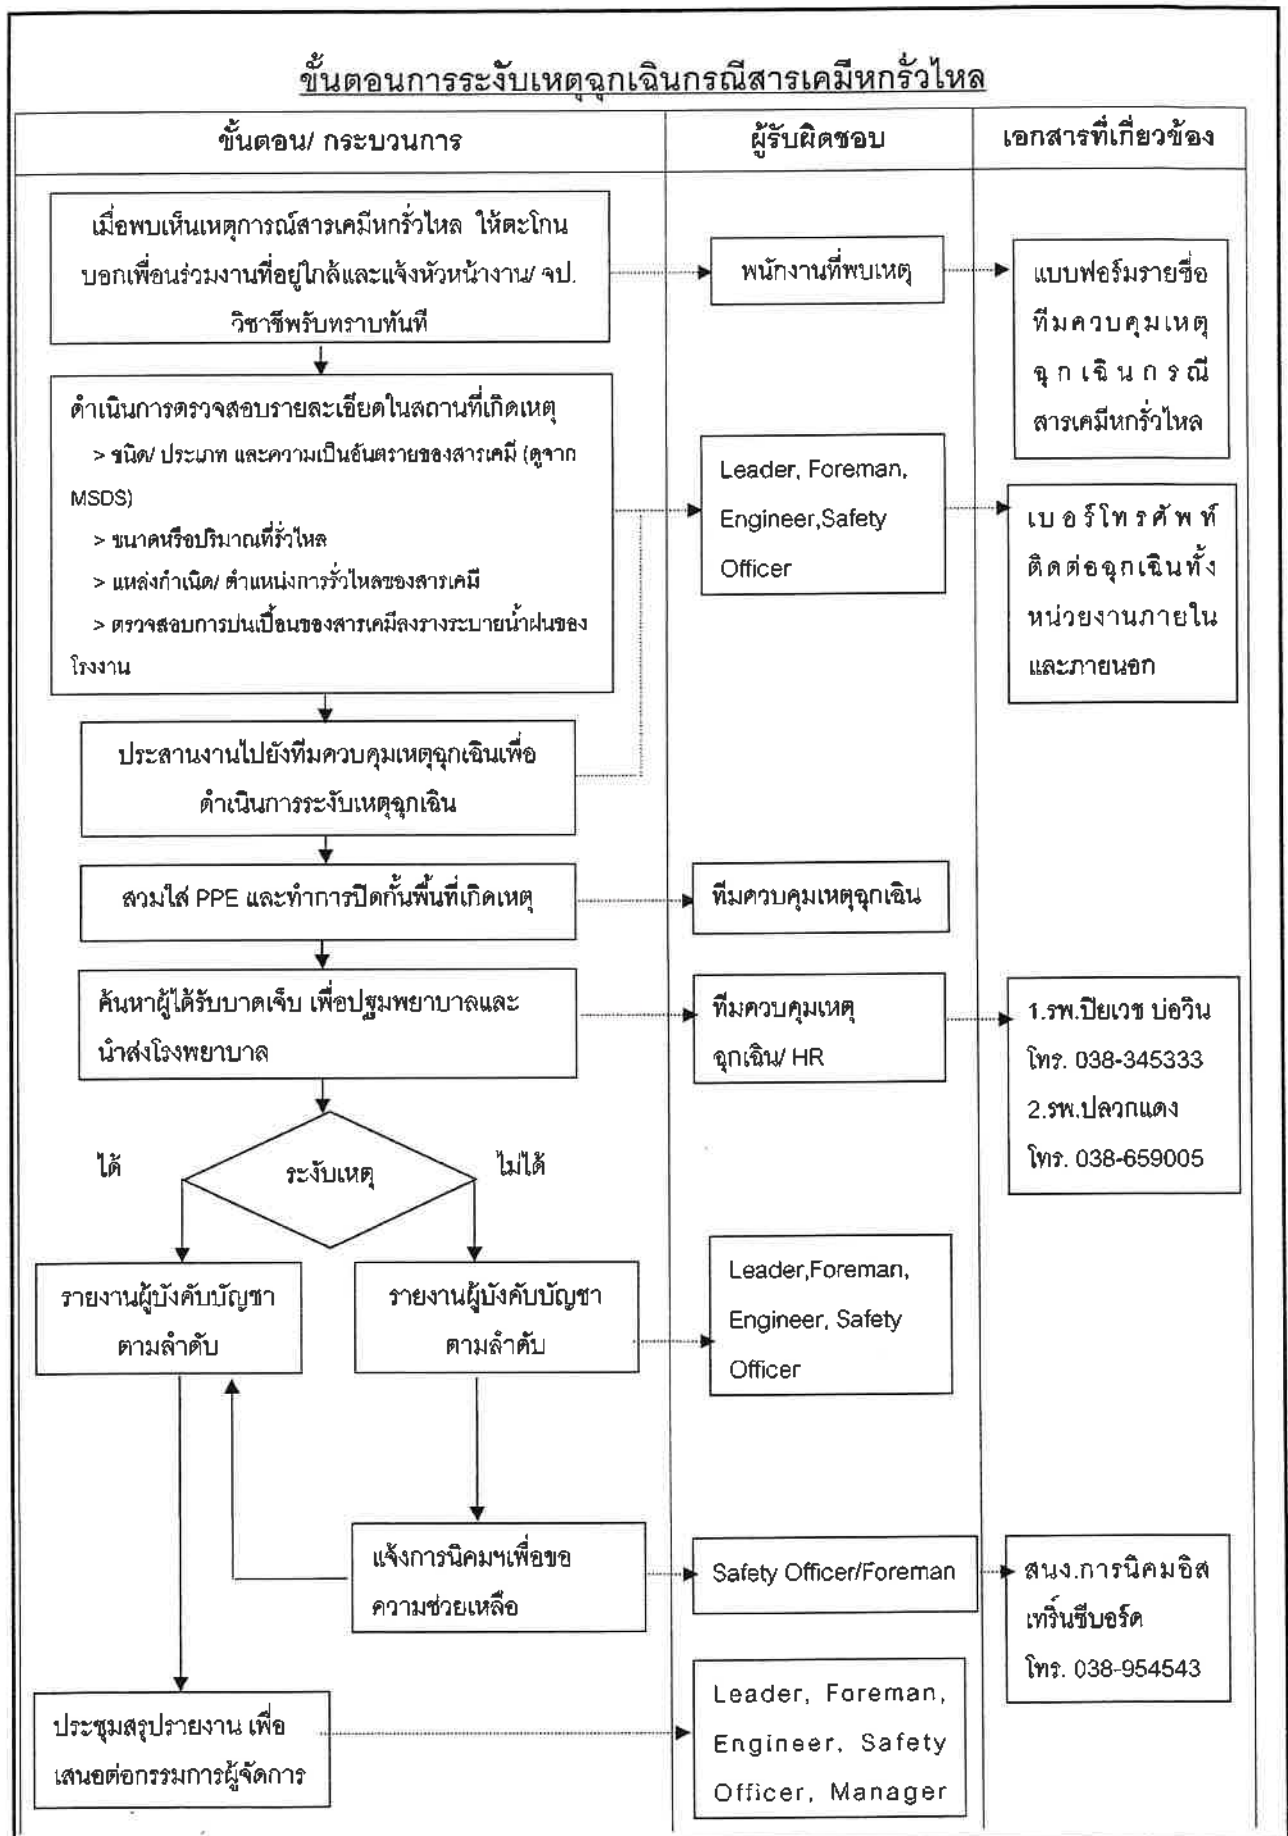 ขั้นตอนการระงับเหตุฉุกเฉินกรณีสารเคมีหกรั่วไหล
ขั้นตอน/ กระบวนการ
ผู้รับผิดชอบ
เอกสารที่เกี่ยวข้อง
เมื่อพบเห็นเหตุการณ์สารเคมีหกรั่วไหล ให้ตะโกน
บอกเพื่อนร่วมงานที่อยู่ใกล้และแจ้งหัวหน้างาน/ จป.
วิชาชีพรับทราบทันที
พนักงานที่พบเหตุ
แบบฟอร์มรายชื่อ
ทีมควบคุมเหตุ
ฉุกเฉินกรณี
สารเคมีหกรั่วไหล
ดำเนินการตรวจสอบรายละเอียดในสถานที่เกิดเหตุ
> ชนิด/ ประเภท และความเป็นอันตรายของสารเคมี (ดูจาก
MSDS)
> ขนาดหรือปริมาณที่รั่วไหล
> แหล่งกำเนิด/ ตำแหน่งการรั่วไหลของสารเคมี
> ตรวจสอบการปนเปื้อนของสารเคมีลงรางระบายน้ำฝนของ
โรงงาน
Leader, Foreman,
Engineer,Safety
Officer
เบอร์โทรศัพท์
ติดต่อฉุกเฉินทั้ง
หน่วยงานภายใน
และภายนอก
ประสานงานไปยังทีมควบคุมเหตุฉุกเฉินเพื่อ
ดำเนินการระงับเหตุฉุกเฉิน
สวมใส่ PPE และทำการปิดกั้นพื้นที่เกิดเหตุ
ทีมควบคุมเหตุฉุกเฉิน
ค้นหาผู้ได้รับบาดเจ็บ เพื่อปฐมพยาบาลและ
นำส่งโรงพยาบาล
ทีมควบคุมเหตุ
ฉุกเฉิน/ HR
1.รพ.ปิยเวช บ่อวิน
โทร. 038-345333
2.รพ.ปลวกแดง
โทร. 038-659005
ได้
ระงับเหตุ
ไม่ได้
รายงานผู้บังคับบัญชา
ตามลำดับ
รายงานผู้บังคับบัญชา
ตามลำดับ
Leader,Foreman,
Engineer, Safety
Officer
แจ้งการนิคมฯเพื่อขอ
ความช่วยเหลือ
Safety Officer/Foreman
สนง.การนิคมอิส
เทริ์นซีบอร์ด
โทร. 038-954543
ประชุมสรุปรายงาน เพื่อ
เสนอต่อกรรมการผู้จัดการ
Leader, Foreman,
Engineer, Safety
Officer, Manager